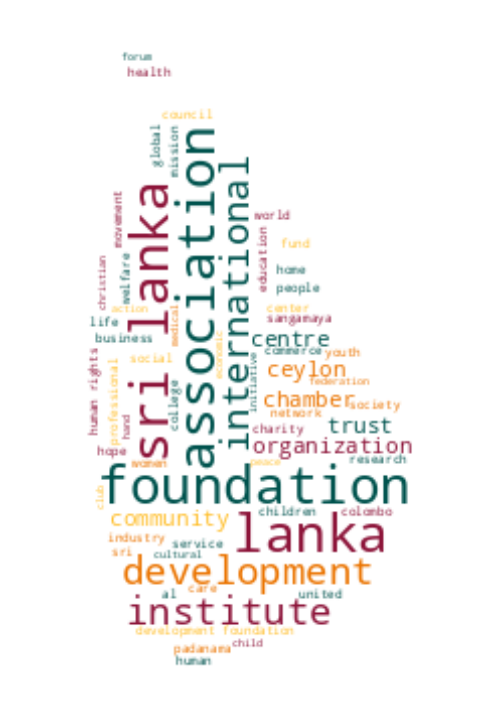 forum
health
council
global
mission
association
international
sri lanka
movement
world
education
fund
welfare
christian
home
people
action
center
sangamaya
life
medical
business
economic
centre
commerce
youth
social
initiative
human rights
professional
college
ceylon
federation
chamber
society
network
hand
charity
trust
hope
organization
women
peace
research
foundation
club
children
colombo
community
lanka
industry
service
sri
cultural
development
care
al
united
institute
development foundation
child
padanama
human